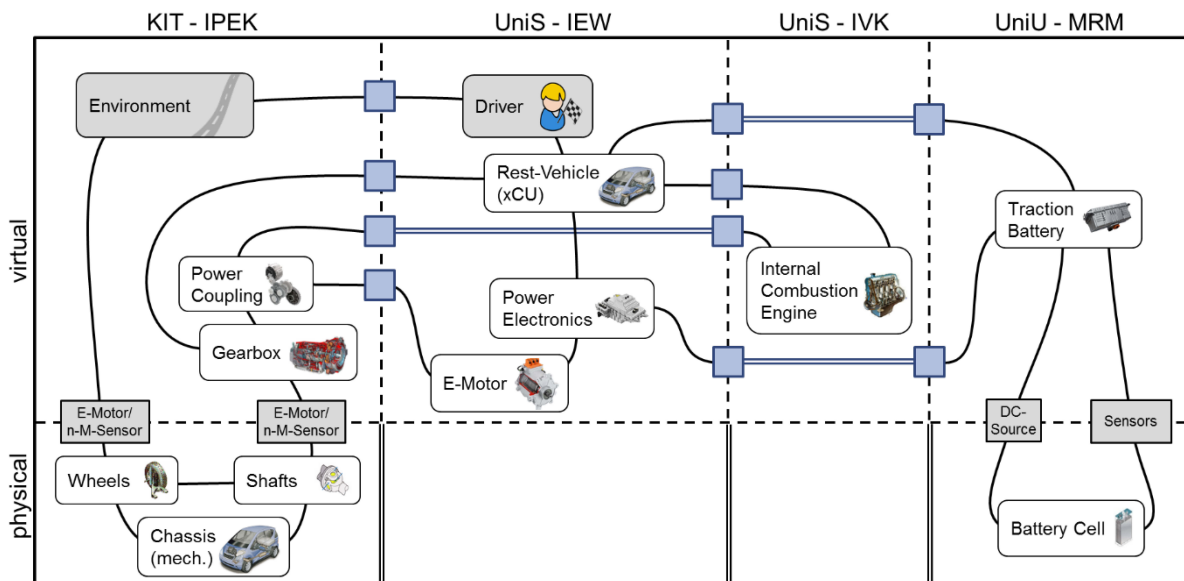 KIT - IPEK
UniS - IEW
UniS - IVK
UniU - MRM
virtual
Environment
Driver
Rest-Vehicle
(xCU)
Traction
Battery
Power
Coupling
Power
Electronics
Internal
Combustion
Engine
Gearbox
E-Motor
E-Motor/
n-M-Sensor
E-Motor/
n-M-Sensor
DC-
Source
Sensors
physical
Wheels
Shafts
Chassis
(mech.)
Battery Cell